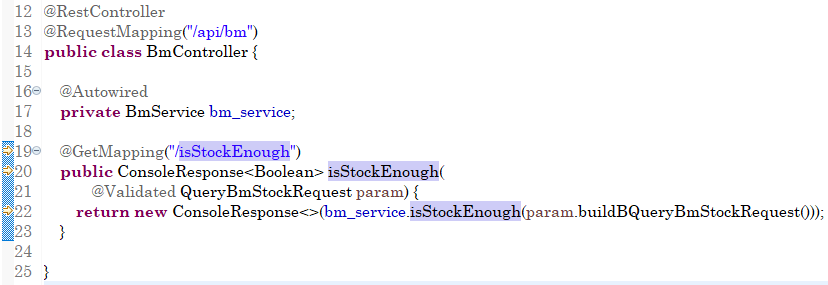 12 @RestController
13 @RequestMapping("/api/bm")
14 public class BmController {
15
16 @Autowired
17 private BmService bm_service;
18
19 @GetMapping("/isStockEnough")
20 public ConsoleResponse<Boolean> isStockEnough(
21 @Validated QueryBmStockRequest param) {
22 return new ConsoleResponse<>(bm_service.isStockEnough(param.buildBQueryBmStockRequest()));
23 }
24
25 }